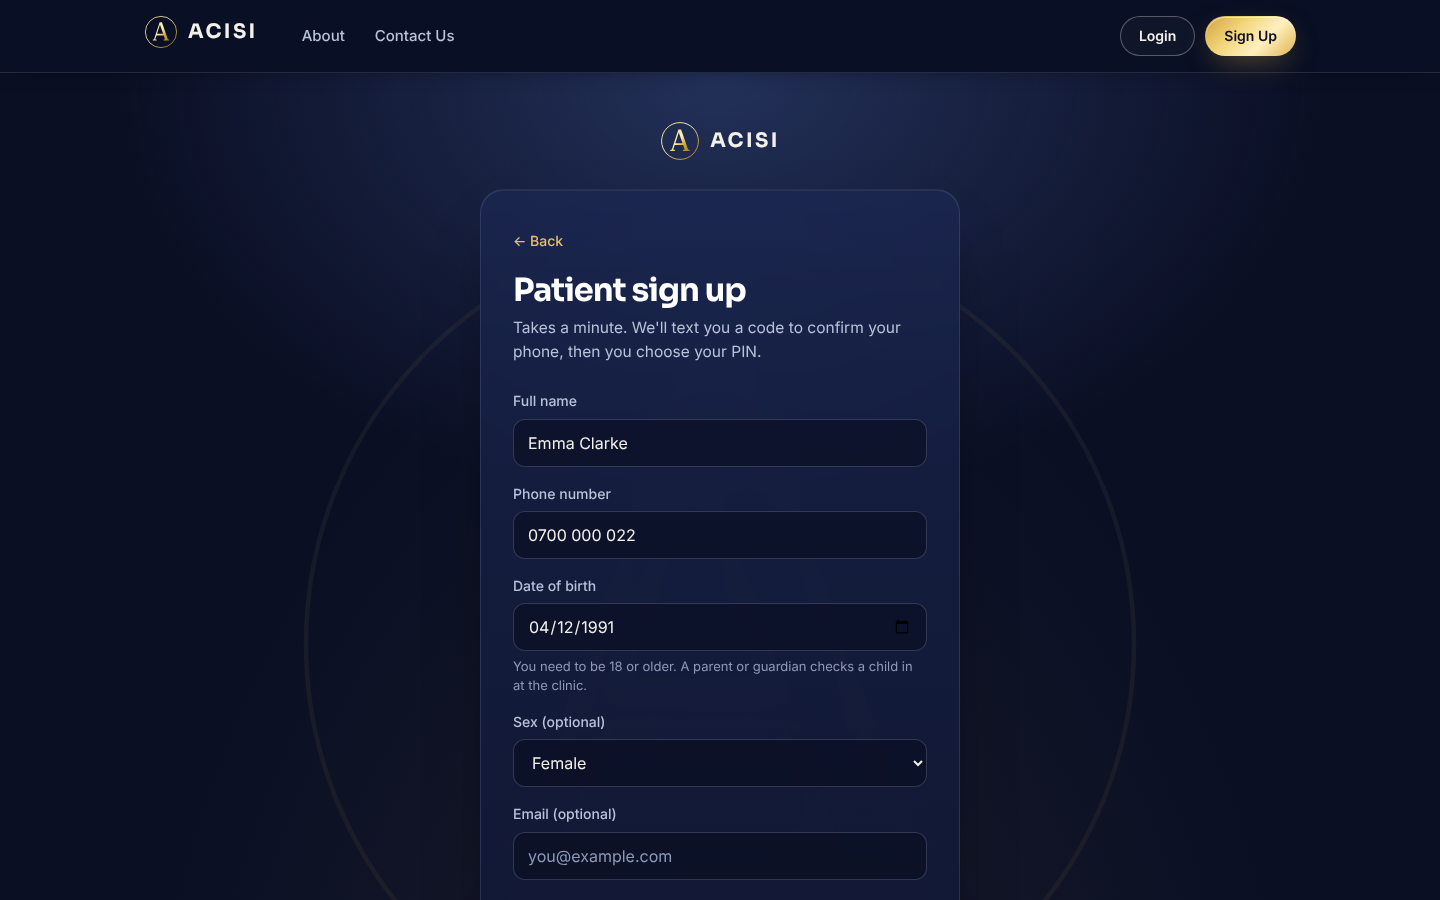 A ACISI
About
Contact Us
Login
Sign Up
A ACISI
← Back
Patient sign up
Takes a minute. We'll text you a code to confirm your
phone, then you choose your PIN.
Full name
Emma Clarke
Phone number
0700 000 022
Date of birth
04/12/1991
You need to be 18 or older. A parent or guardian checks a child in
at the clinic.
Sex (optional)
Female
Email (optional)
you@example.com